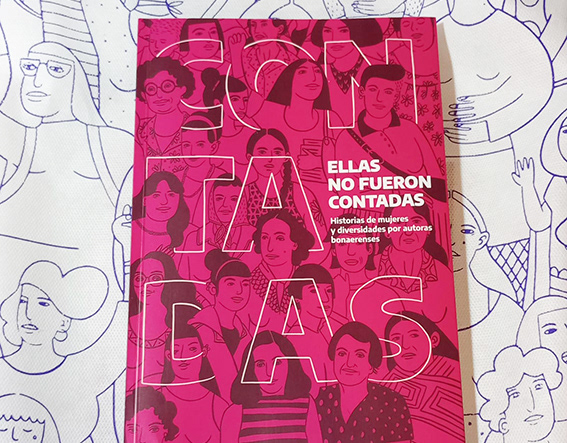 CON
TA
DAS
ELLAS
NO FUERON
CONTADAS
Historias de mujeres
y diversidades por autoras
bonaerenses